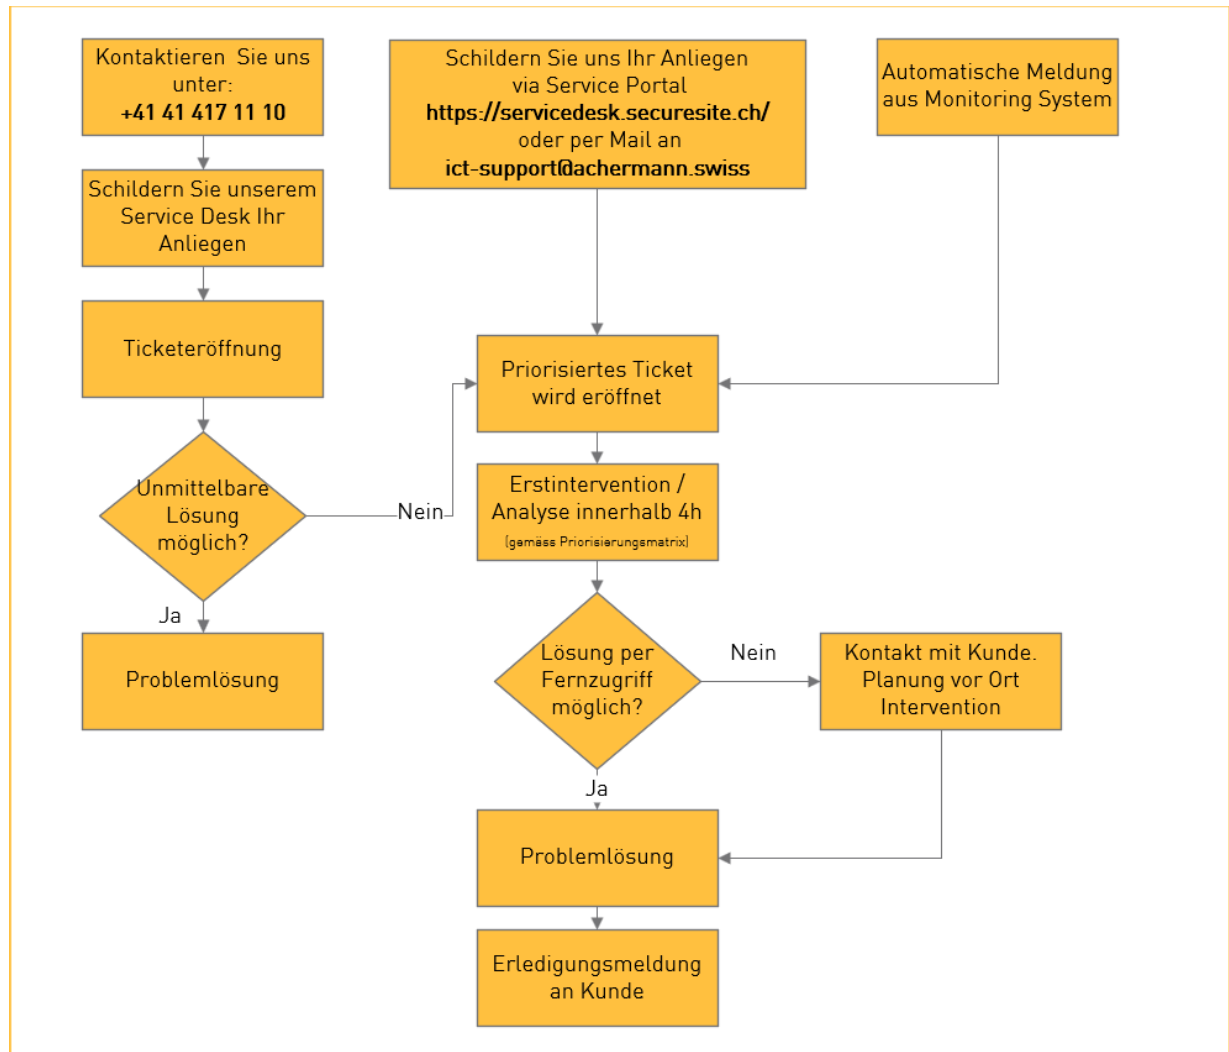 Kontaktieren Sie uns
unter:
+41 41 417 11 10
Schildern Sie unserem
Service Desk Ihr
Anliegen
Ticketeröffnung
Unmittelbare
Lösung
möglich?
Nein
Ja
Problemlösung
Schildern Sie uns Ihr Anliegen
via Service Portal
https://servicedesk.securesite.ch/
oder per Mail an
ict-support@achermann.swiss
Automatische Meldung
aus Monitoring System
Priorisiertes Ticket
wird eröffnet
Erstintervention /
Analyse innerhalb 4h
(gemäss Priorisierungsmatrix)
Lösung per
Fernzugriff
möglich?
Nein
Kontakt mit Kunde.
Planung vor Ort
Intervention
Ja
Problemlösung
Erledigungsmeldung
an Kunde